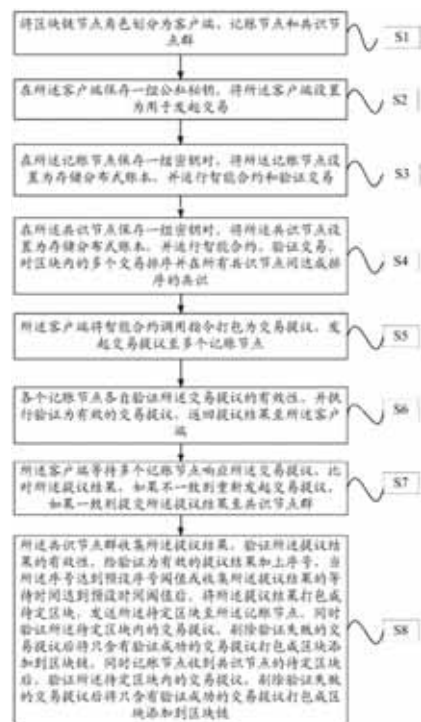 将区块链节点角色划分为客户端、记账节点和共识节
点群
S1
在所述客户端保存一组公私秘钥，将所述客户端设置
为用于发起交易
S2
在所述记账节点保存一组密钥时，将所述记账节点设
置为存储分布式账本，并运行智能合约和验证交易
S3
在所述共识节点保存一组密钥时，将所述共识节点设
置为存储分布式账本，并运行智能合约、验证交易、
对区块内的多个交易排序并在所有共识节点间达成排
序的共识
S4
所述客户端将智能合约调用指令打包为交易提议，发
起交易提议至多个记账节点
S5
各个记账节点各自验证所述交易提议的有效性，并执
行验证为有效的交易提议，返回提议结果至所述客户
端
S6
所述客户端等待多个记账节点响应所述交易提议，比
对所述提议结果，如果不一致则重新发起交易提议，
如果一致则提交所述提议结果至共识节点群
S7
所述共识节点群收集所述提议结果，验证所述提议结
果的有效性，给验证为有效的提议结果加上序号，当
所述序号达到预设序号阈值或收集所述提议结果的等
待时间达到预设时间阈值后，将所述提议结果打包成
待定区块，发送所述待定区块至所述记账节点，同时
验证所述待定区块内的交易提议，剔除验证失败的交
易提议后将只含有验证成功的交易提议打包成区块添
加到区块链，同时记账节点收到共识节点的待定区块
后，验证所述待定区块内的交易提议，剔除验证失败
的交易提议后将只含有验证成功的交易提议打包成区
块添加到区块链
S8